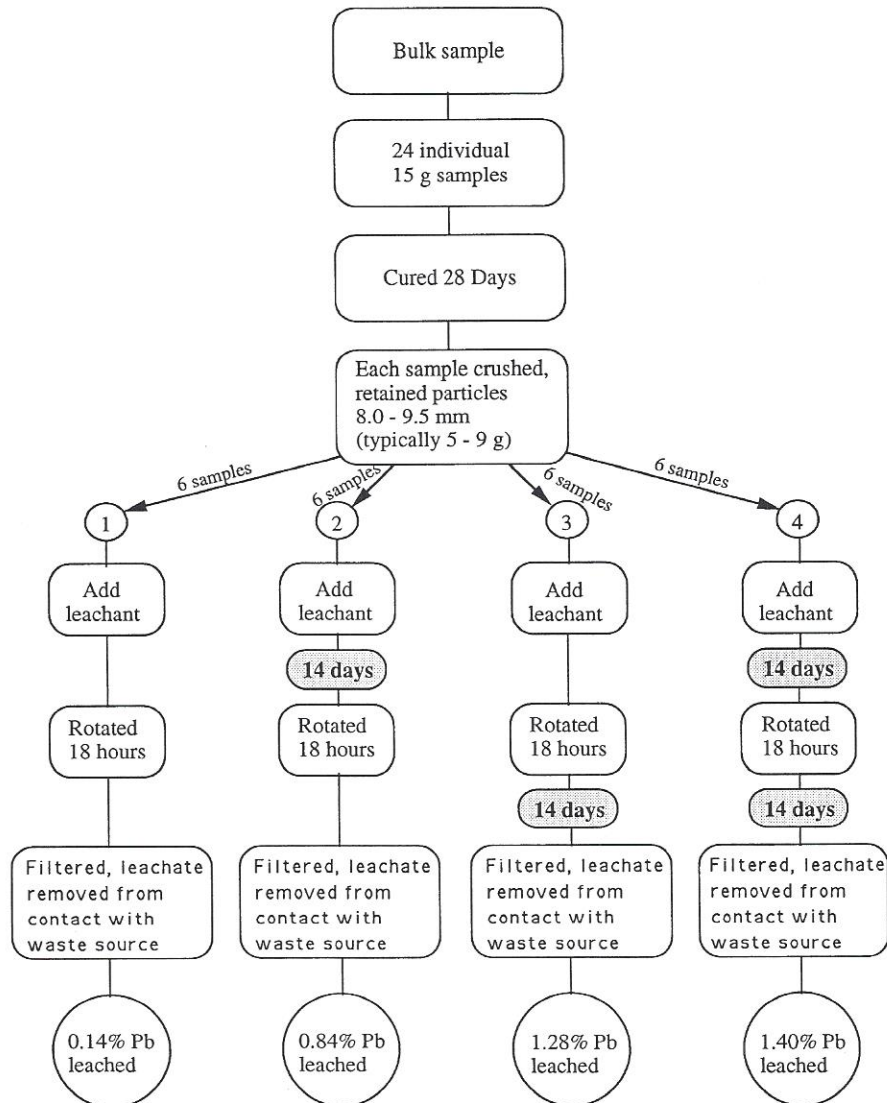 Bulk sample
24 individual
15 g samples
Cured 28 Days
Each sample crushed,
retained particles
8.0 - 9.5 mm
(typically 5 - 9 g)
6 samples
6 samples
6 samples
6 samples
1
2
3
4
Add
leachant
Add
leachant
Add
leachant
Add
leachant
14 days
14 days
Rotated
18 hours
Rotated
18 hours
Rotated
18 hours
Rotated
18 hours
14 days
14 days
Filtered, leachate
removed from
contact with
waste source
Filtered, leachate
removed from
contact with
waste source
Filtered, leachate
removed from
contact with
waste source
Filtered, leachate
removed from
contact with
waste source
0.14% Pb
leached
0.84% Pb
leached
1.28% Pb
leached
1.40% Pb
leached